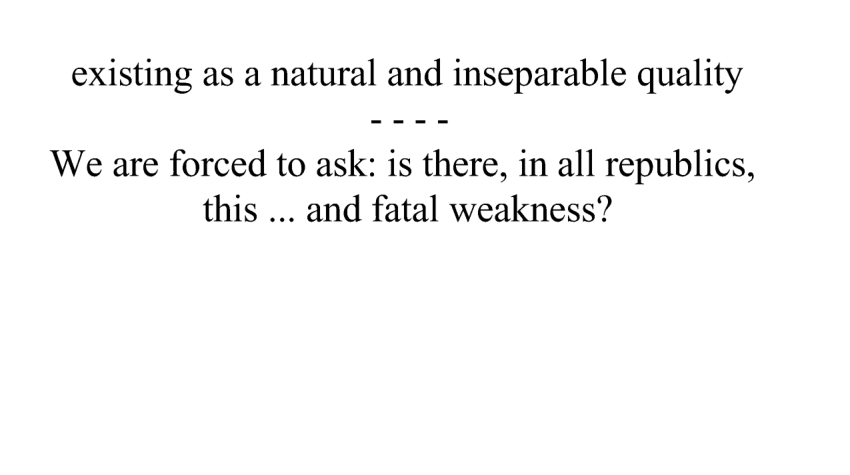 existing as a natural and inseparable quality
- - - -
We are forced to ask: is there, in all republics,
this ... and fatal weakness?